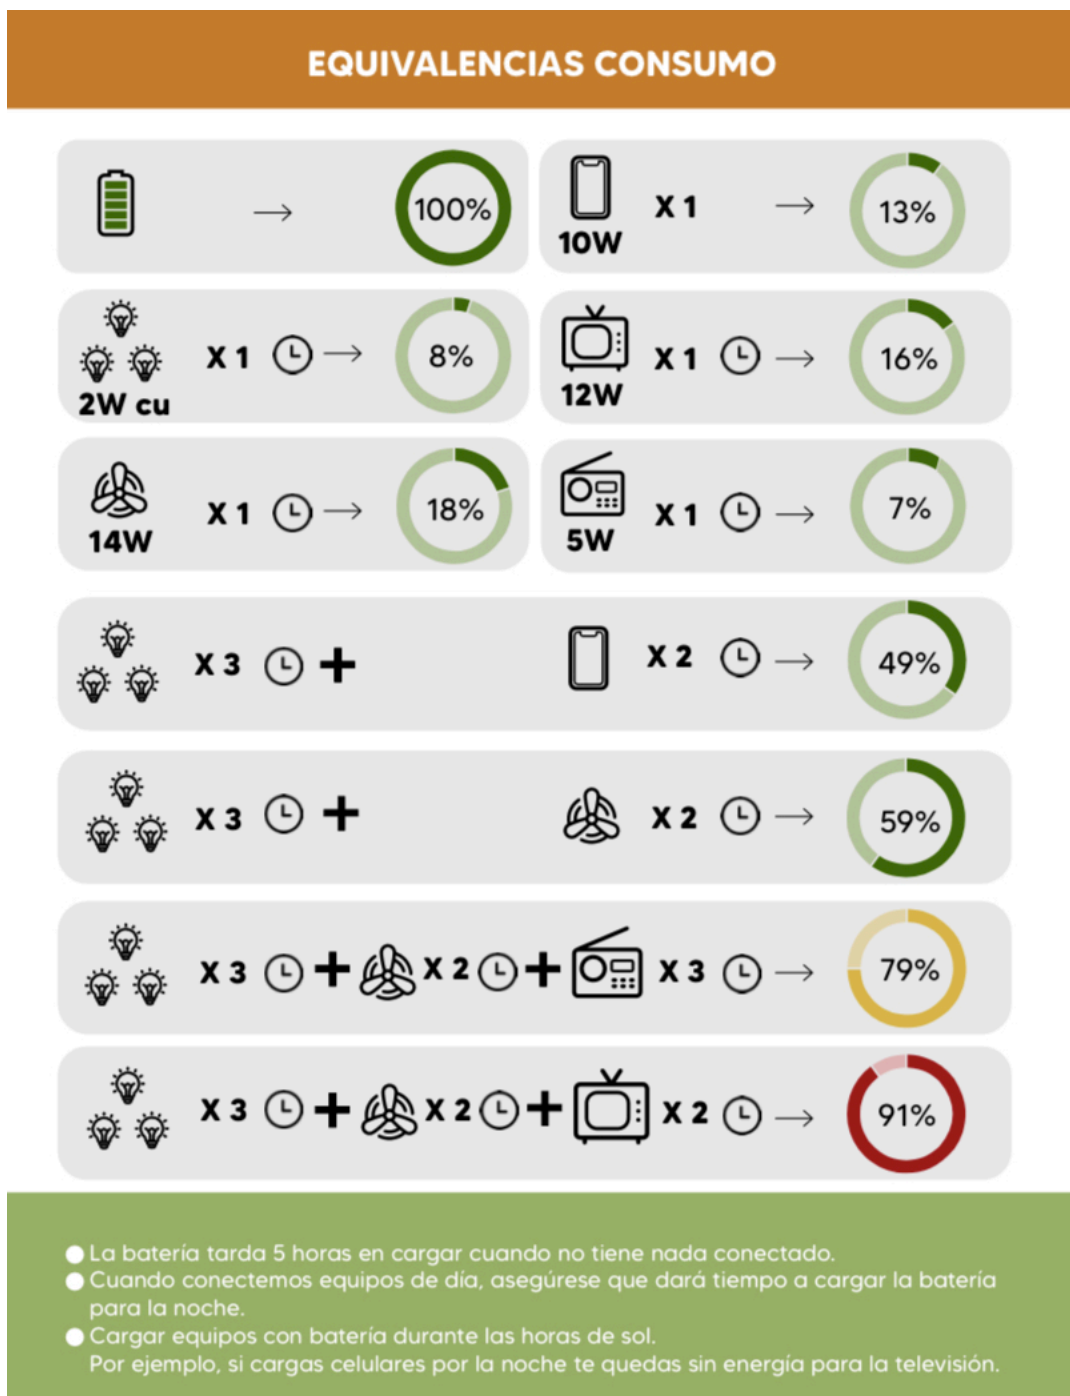 EQUIVALENCIAS CONSUMO
100%
10W
X 1
13%
2W cu
X 1
8%
12W
X 1
16%
14W
X 1
18%
5W
X 1
7%
X 3
X 2
49%
X 3
X 2
59%
X 3
X 2
X 3
79%
X 3
X 2
X 2
91%
La batería tarda 5 horas en cargar cuando no tiene nada conectado.
Cuando conectemos equipos de día, asegúrese que dará tiempo a cargar la batería
para la noche.
Cargar equipos con batería durante las horas de sol.
Por ejemplo, si cargas celulares por la noche te quedas sin energía para la televisión.